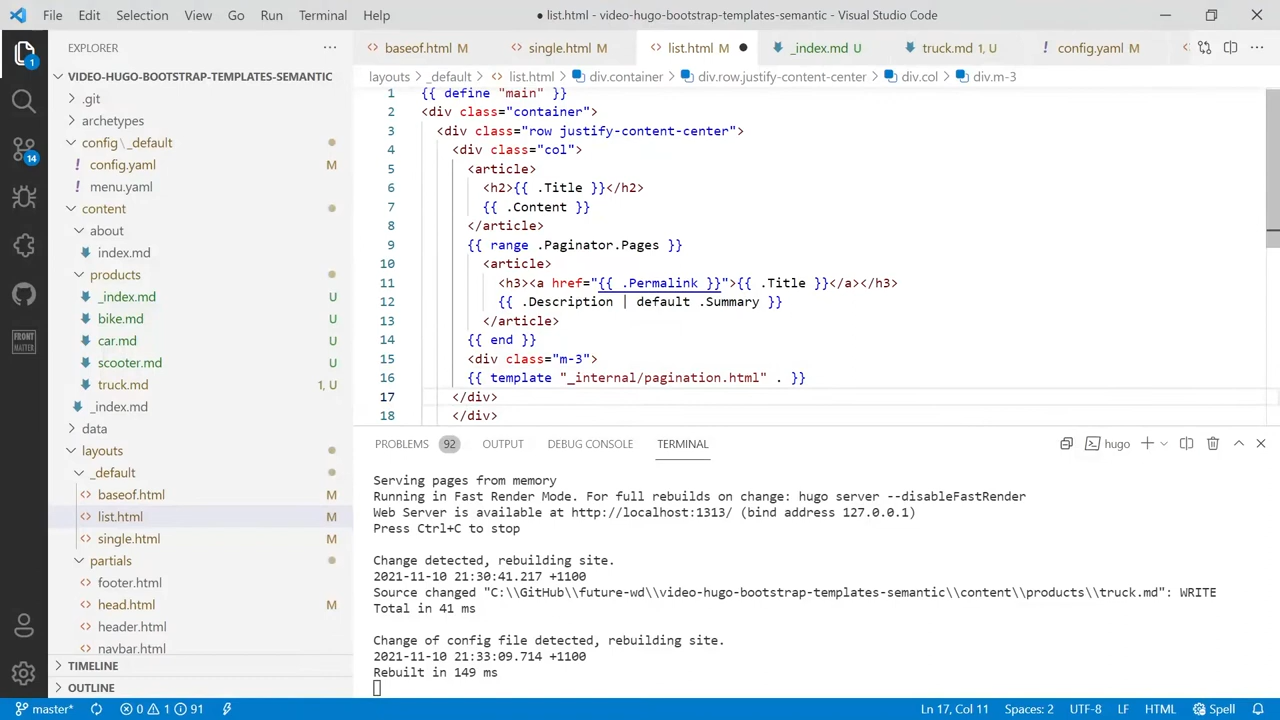 File Edit Selection View Go Run Terminal Help
● list.html - video-hugo-bootstrap-templates-semantic - Visual Studio Code
EXPLORER
VIDEO-HUGO-BOOTSTRAP-TEMPLATES-SEMANTIC
.git
archetypes
config\_default
config.yaml M
menu.yaml
content
about
index.md
products
_index.md U
bike.md U
car.md U
scooter.md U
truck.md 1, U
_index.md
data
layouts
_default
baseof.html M
list.html M
single.html M
partials
footer.html
head.html M
header.html
navbar.html
TIMELINE
OUTLINE
1
14
FRONT
MATTER
baseof.html M single.html M list.html M _index.md U truck.md 1, U config.yaml M
layouts _default list.html div.container div.row.justify-content-center div.col div.m-3
1 {{ define "main" }}
2 <div class="container">
3 <div class="row justify-content-center">
4 <div class="col">
5 <article>
6 <h2>{{ .Title }}</h2>
7 {{ .Content }}
8 </article>
9 {{ range .Paginator.Pages }}
10 <article>
11 <h3><a href="{{ .Permalink }}">{{ .Title }}</a></h3>
12 {{ .Description | default .Summary }}
13 </article>
14 {{ end }}
15 <div class="m-3">
16 {{ template "_internal/pagination.html" . }}
17 </div>
18 </div>
PROBLEMS 92 OUTPUT DEBUG CONSOLE TERMINAL hugo
Serving pages from memory
Running in Fast Render Mode. For full rebuilds on change: hugo server --disableFastRender
Web Server is available at http://localhost:1313/ (bind address 127.0.0.1)
Press Ctrl+C to stop
Change detected, rebuilding site.
2021-11-10 21:30:41.217 +1100
Source changed "C:\\GitHub\\future-wd\\video-hugo-bootstrap-templates-semantic\\content\\products\\truck.md": WRITE
Total in 41 ms
Change of config file detected, rebuilding site.
2021-11-10 21:33:09.714 +1100
Rebuilt in 149 ms
master* 0 1 91 Ln 17, Col 11 Spaces: 2 UTF-8 LF HTML Spell